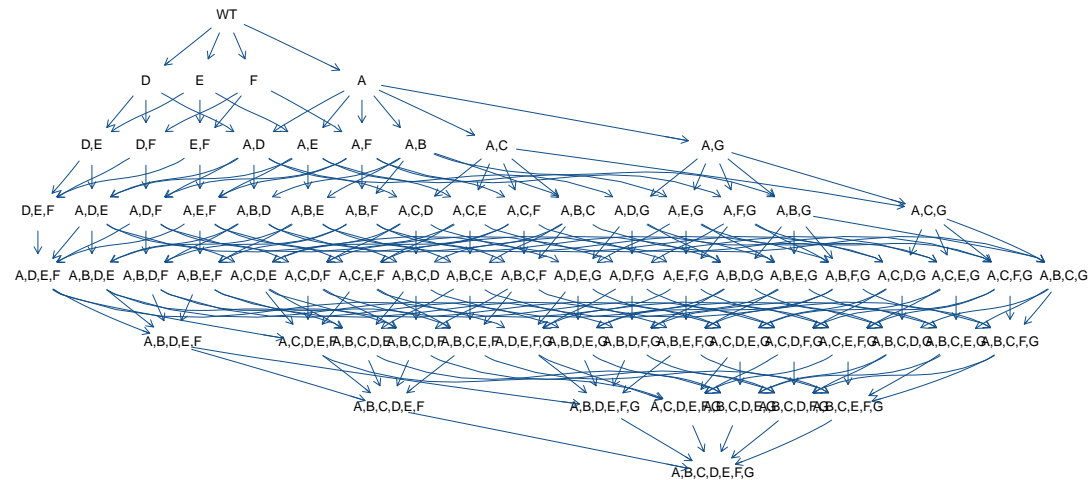 WT
D E F A
D,E D,F E,F A,D A,E A,F A,B A,C A,G
D,E,F A,D,E A,D,F A,E,F A,B,D A,B,E A,B,F A,C,D A,C,E A,C,F A,B,C A,D,G A,E,G A,F,G A,B,G A,C,G
A,D,E,F A,B,D,E A,B,D,F A,B,E,F A,C,D,E A,C,D,F A,C,E,F A,B,C,D A,B,C,E A,B,C,F A,D,E,G A,D,F,G A,E,F,G A,B,D,G A,B,E,G A,B,F,G A,C,D,G A,C,E,G A,C,F,G A,B,C,G
A,B,D,E,F A,C,D,E,F A,B,C,D,E A,B,C,D,F A,B,C,E,F A,D,E,F,G A,B,D,E,G A,B,D,F,G A,B,E,F,G A,C,D,E,G A,C,D,F,G A,C,E,F,G A,B,C,D,G A,B,C,E,G A,B,C,F,G
A,B,C,D,E,F A,B,D,E,F,G A,C,D,E,F,G A,B,C,D,E,G A,B,C,D,F,G A,B,C,E,F,G
A,B,C,D,E,F,G